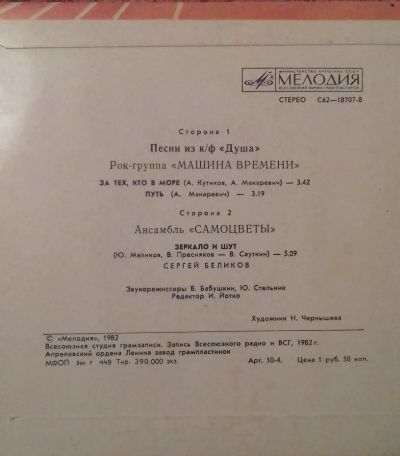 МИНИСТЕРСТВО КУЛЬТУРЫ СССР
МЕЛОДИЯ
ВСЕСОЮЗНАЯ ФИРМА ГРАМПЛАСТИНОК
СТЕРЕО С62—18707-8
Сторона 1
Песни из к/ф «Душа»
Рок-группа «МАШИНА ВРЕМЕНИ»
ЗА ТЕХ, КТО В МОРЕ (А. Кутиков, А. Макаревич) — 3.42
ПУТЬ (А. Макаревич) — 3.19
Сторона 2
Ансамбль «САМОЦВЕТЫ»
ЗЕРКАЛО И ШУТ
(Ю. Маликов, В. Пресняков — В. Сауткин) — 5.09
СЕРГЕЙ БЕЛИКОВ
Звукорежиссеры В. Бабушкин, Ю. Стельник
Редактор И. Йотко
Художник Н. Чернышева
© «Мелодия», 1982
Всесоюзная студия грамзаписи. Запись Всесоюзного радио и ВСГ, 1982 г.
Апрелевский ордена Ленина завод грампластинок
МФОП Зак г 449 Тир. 390.000 экз. Арт. 10-4. Цена 1 руб. 50 коп.